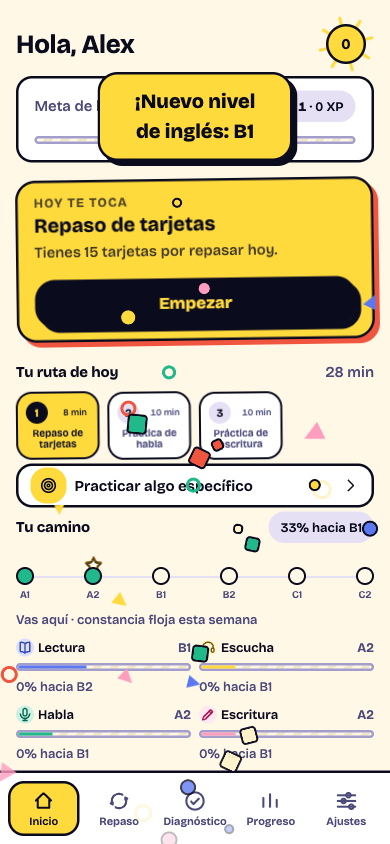 Hola, Alex
0
Meta de
1 · 0 XP
¡Nuevo nivel
de inglés: B1
HOY TE TOCA
Repaso de tarjetas
Tienes 15 tarjetas por repasar hoy.
Empezar
Tu ruta de hoy
28 min
1
8 min
Repaso de
tarjetas
2
10 min
Práctica de
habla
3
10 min
Práctica de
escritura
Practicar algo específico
Tu camino
33% hacia B1
A1
A2
B1
B2
C1
C2
Vas aquí · constancia floja esta semana
Lectura
B1
0% hacia B2
Escucha
A2
0% hacia B1
Habla
A2
0% hacia B1
Escritura
A2
0% hacia B1
Inicio
Repaso
Diagnóstico
Progreso
Ajustes